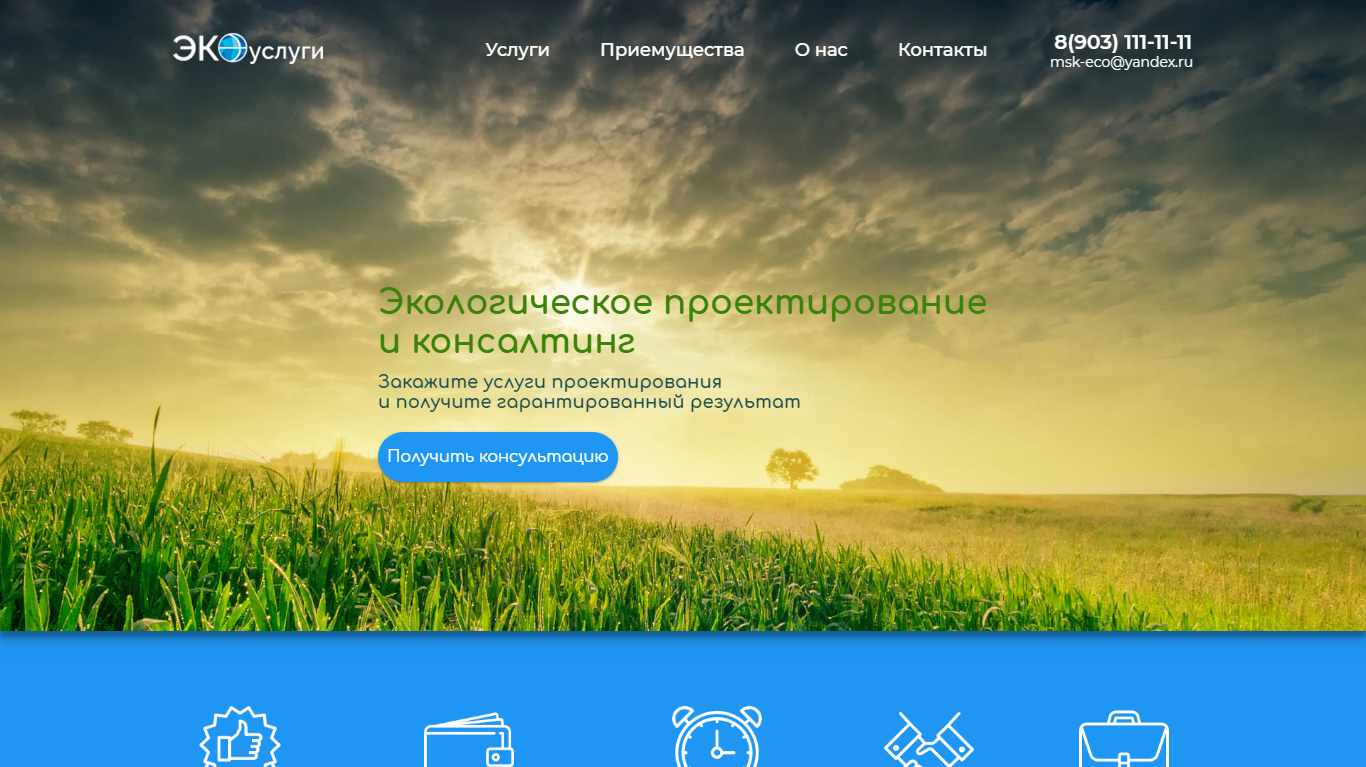 ЭКОуслуги
Услуги
Приемущества
О нас
Контакты
8(903) 111-11-11
msk-eco@yandex.ru
Экологическое проектирование
и консалтинг
Закажите услуги проектирования
и получите гарантированный результат
Получить консультацию